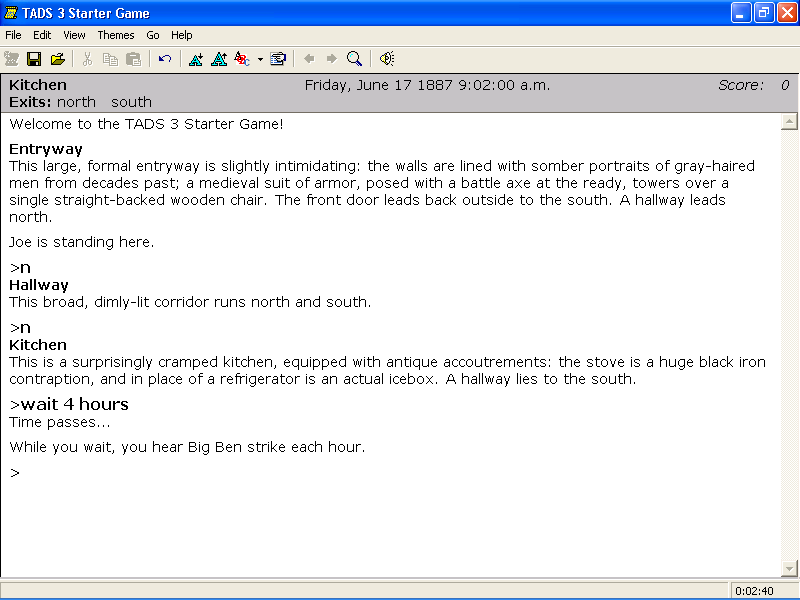 TADS 3 Starter Game
File Edit View Themes Go Help
Kitchen Friday, June 17 1887 9:02:00 a.m. Score: 0
Exits: north south
Welcome to the TADS 3 Starter Game!
Entryway
This large, formal entryway is slightly intimidating: the walls are lined with somber portraits of gray-haired
men from decades past; a medieval suit of armor, posed with a battle axe at the ready, towers over a
single straight-backed wooden chair. The front door leads back outside to the south. A hallway leads
north.
Joe is standing here.
>n
Hallway
This broad, dimly-lit corridor runs north and south.
>n
Kitchen
This is a surprisingly cramped kitchen, equipped with antique accoutrements: the stove is a huge black iron
contraption, and in place of a refrigerator is an actual icebox. A hallway lies to the south.
>wait 4 hours
Time passes...
While you wait, you hear Big Ben strike each hour.
>
0:02:40